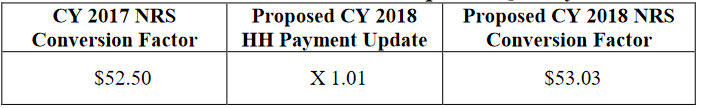 CY 2017 NRS Conversion Factor
Proposed CY 2018 HH Payment Update
Proposed CY 2018 NRS Conversion Factor
$52.50
X 1.01
$53.03